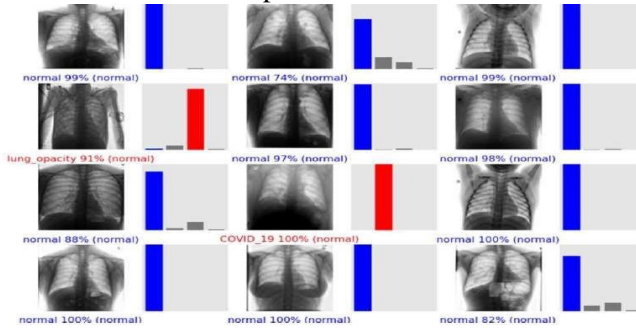 normal 99% (normal) normal 74% (normal) normal 99% (normal)
lung_opacity 91% (normal) normal 97% (normal) normal 98% (normal)
normal 88% (normal) COVID_19 100% (normal) normal 100% (normal)
normal 100% (normal) normal 100% (normal) normal 82% (normal)